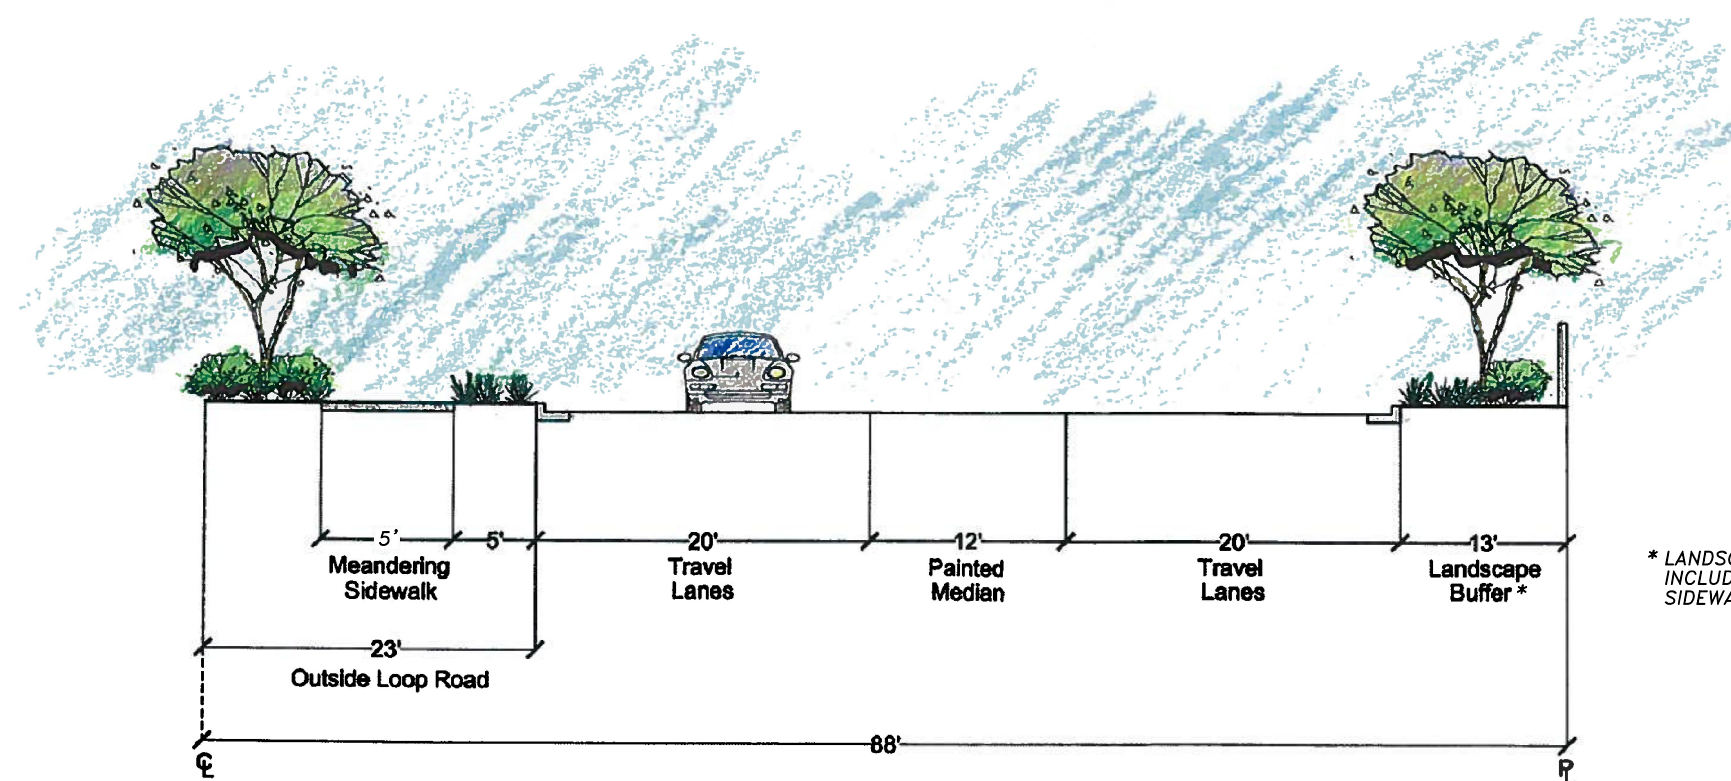 5' 5' 20' 12' 20' 13'
Meandering
Sidewalk
Travel
Lanes
Painted
Median
Travel
Lanes
Landscape
Buffer *
*
INCLUD
SIDEWA
23'
Outside Loop Road
88'